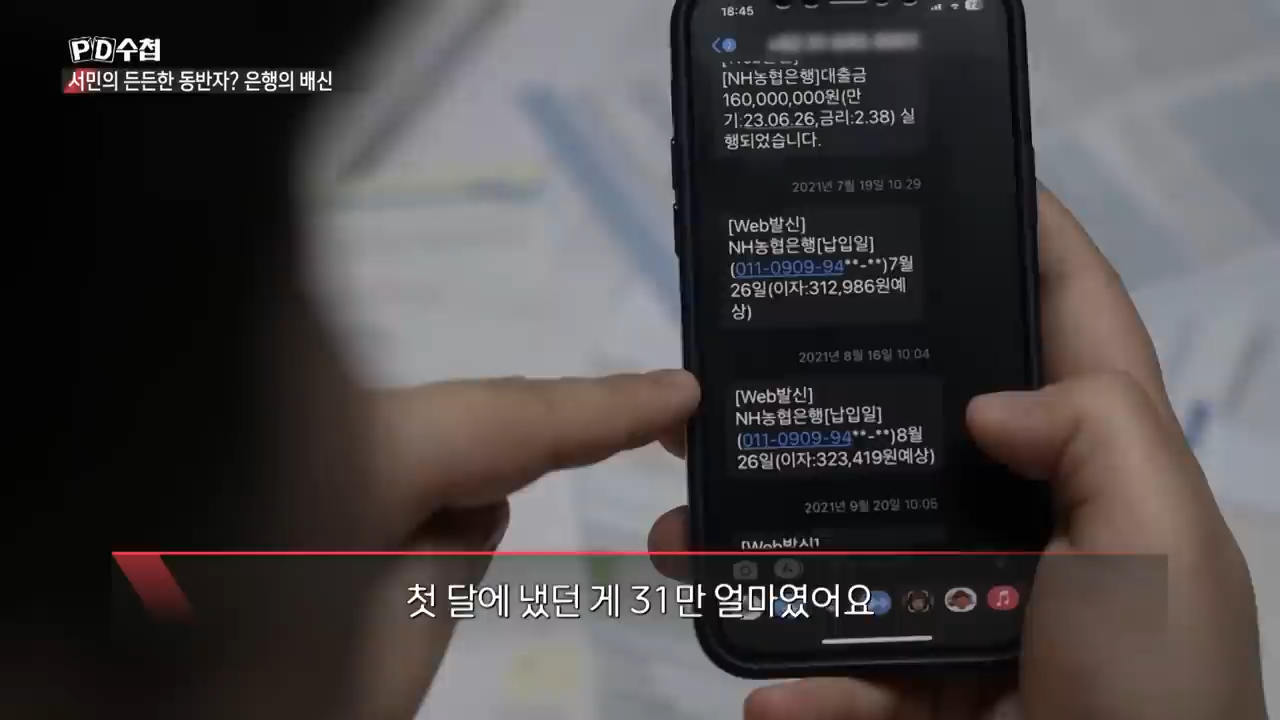 PD수첩
서민의 든든한 동반자? 은행의 배신
18:45
[NH농협은행]대출금
160,000,000원(만
기:23.06.26,금리:2.38) 실
행되었습니다.
2021년 7월 19일 10:29
[Web발신]
NH농협은행[납입일]
(011-0909-94**-**)7월
26일(이자:312,986원예
상)
2021년 8월 16일 10:04
[Web발신]
NH농협은행[납입일]
(011-0909-94**-**)8월
26일(이자:323,419원예상)
2021년 9월 20일 10:05
[Web발신]
첫 달에 냈던 게 31만 얼마였어요